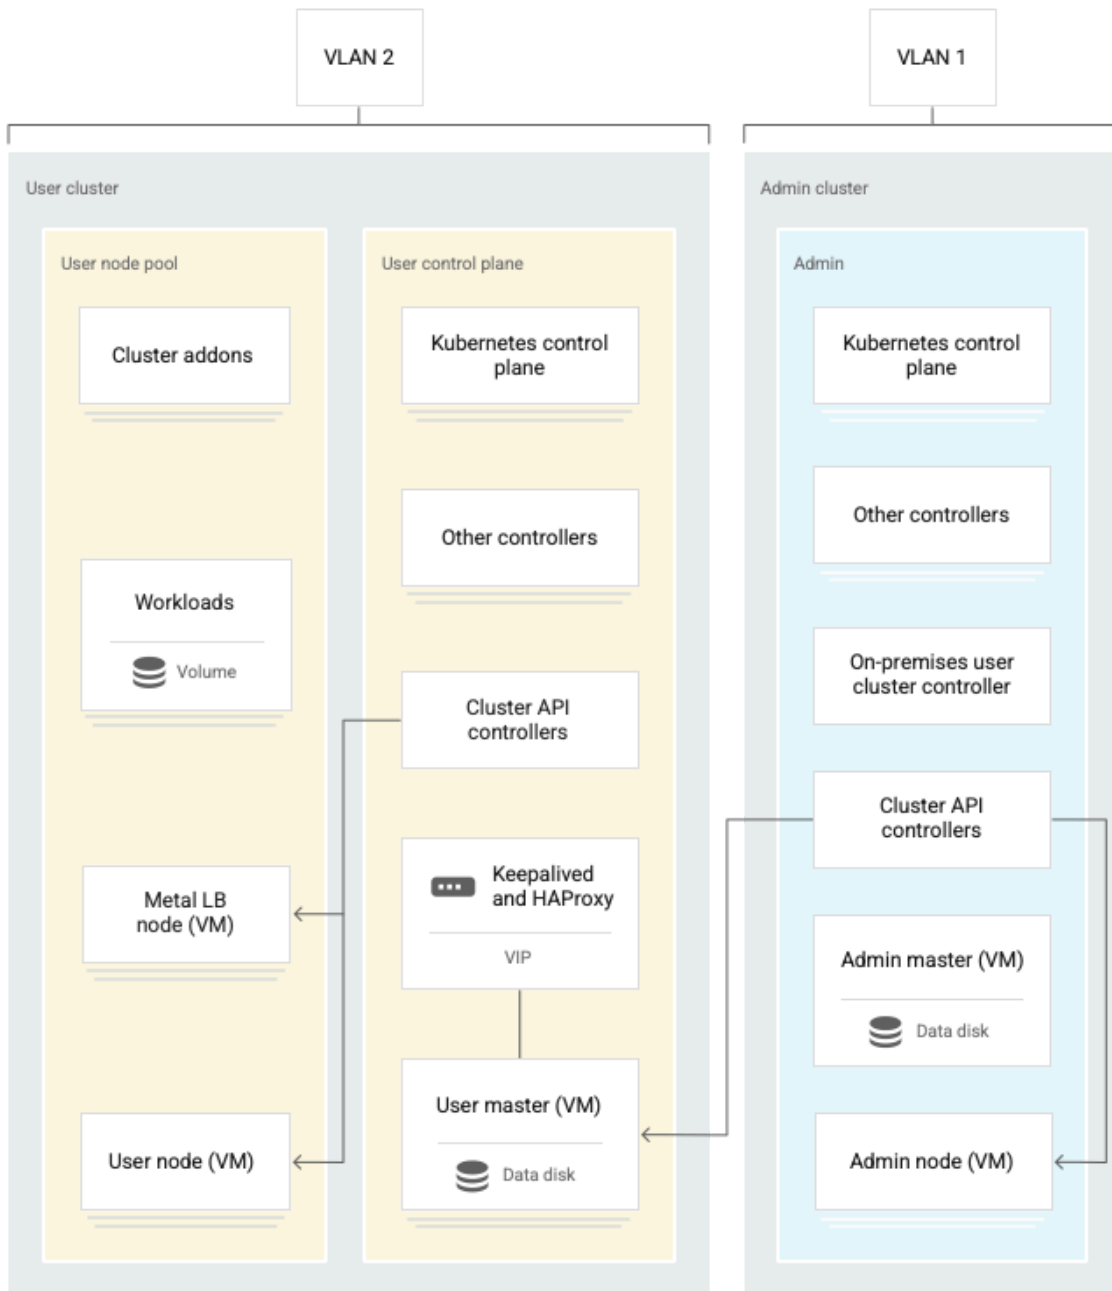 VLAN 2
VLAN 1
User cluster
User node pool
Cluster addons
Workloads
Volume
Metal LB
node (VM)
User node (VM)
User control plane
Kubernetes control
plane
Other controllers
Cluster API
controllers
Keepalived
and HAProxy
VIP
User master (VM)
Data disk
Admin cluster
Admin
Kubernetes control
plane
Other controllers
On-premises user
cluster controller
Cluster API
controllers
Admin master (VM)
Data disk
Admin node (VM)